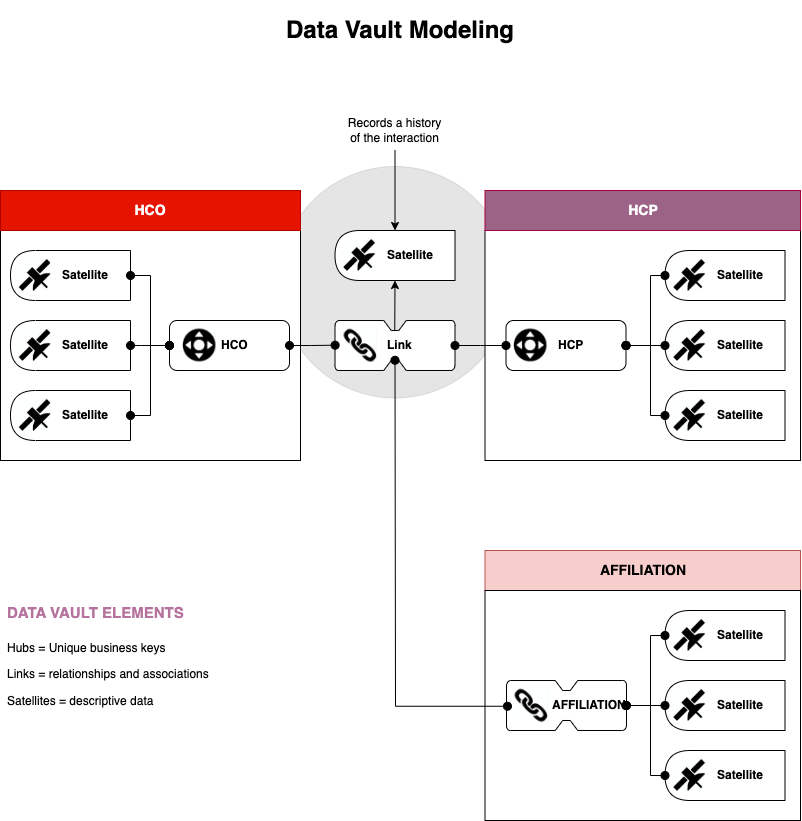 Data Vault Modeling
Records a history
of the interaction
HCO
HCP
Satellite
Satellite
Satellite
HCO
Satellite
Link
HCP
Satellite
Satellite
Satellite
AFFILIATION
Satellite
AFFILIATION
Satellite
Satellite
DATA VAULT ELEMENTS
Hubs = Unique business keys
Links = relationships and associations
Satellites = descriptive data